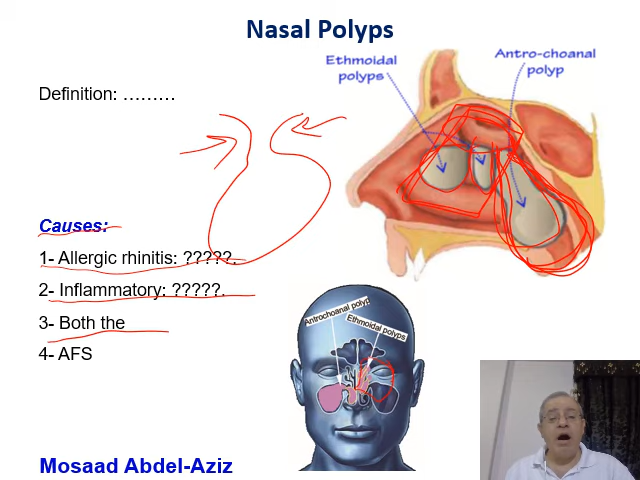 Nasal Polyps
Ethmoidal
polyps
Antro-choanal
polyp
Definition: ………
Causes:
1- Allergic rhinitis: ?????.
2- Inflammatory: ?????.
3- Both the
4- AFS
Antrochoanal polyp
Ethmoidal polyps
Mosaad Abdel-Aziz